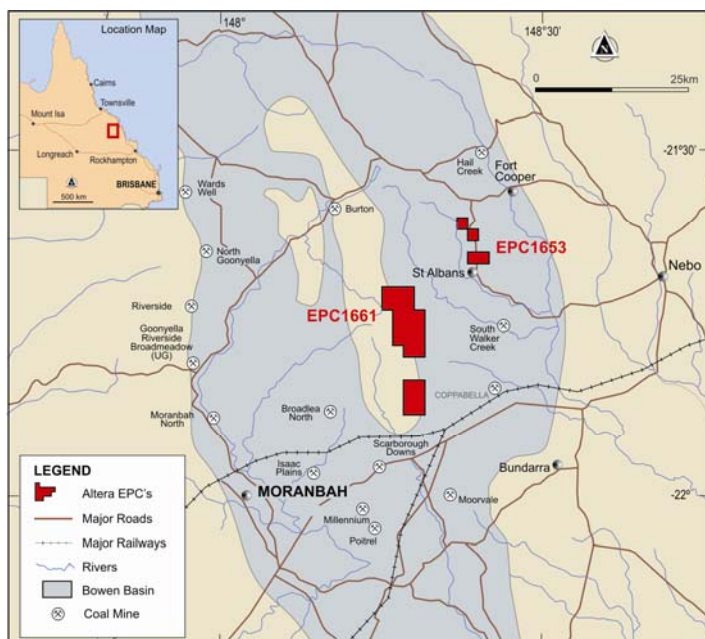 Location Map
Cairns
Townsville
Mount Isa
Longreach
Rockhampton
BRISBANE
500 km
148°
148°30'
N
0
25km
-21°30'
Hail
Creek
Fort
Cooper
Wards
Well
Burton
North
Goonyella
EPC1653
St Albans
Nebo
Riverside
EPC1661
Goonyella
Riverside
Broadmeadow
(UG)
South
Walker
Creek
COPPABELLA
Moranbah
North
Broadlea
North
Scarborough
Downs
Isaac
Plains
Bundarra
MORANBAH
Moorvale
-22°
Millennium
Poitrel
LEGEND
Altera EPC's
Major Roads
Major Railways
Rivers
Bowen Basin
Coal Mine